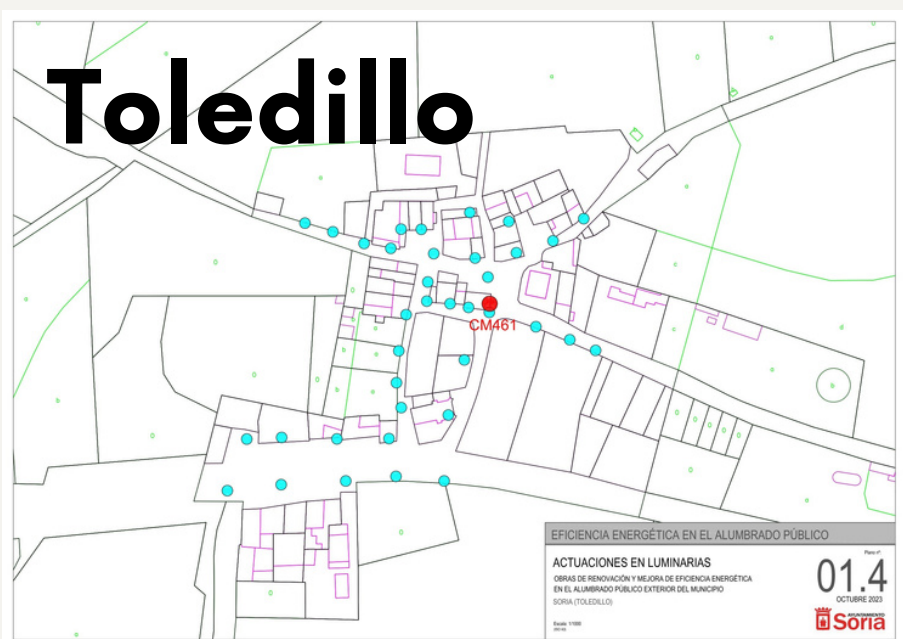 Toledillo
CM461
EFICIENCIA ENERGÉTICA EN EL ALUMBRADO PÚBLICO
ACTUACIONES EN LUMINARIAS
OBRAS DE RENOVACIÓN Y MEJORA DE EFICIENCIA ENERGÉTICA
EN EL ALUMBRADO PÚBLICO EXTERIOR DEL MUNICIPIO
SORIA (TOLEDILLO)
Escala 1/1000
Plano nº:
01.4
OCTUBRE 2023
AYUNTAMIENTO
Soria